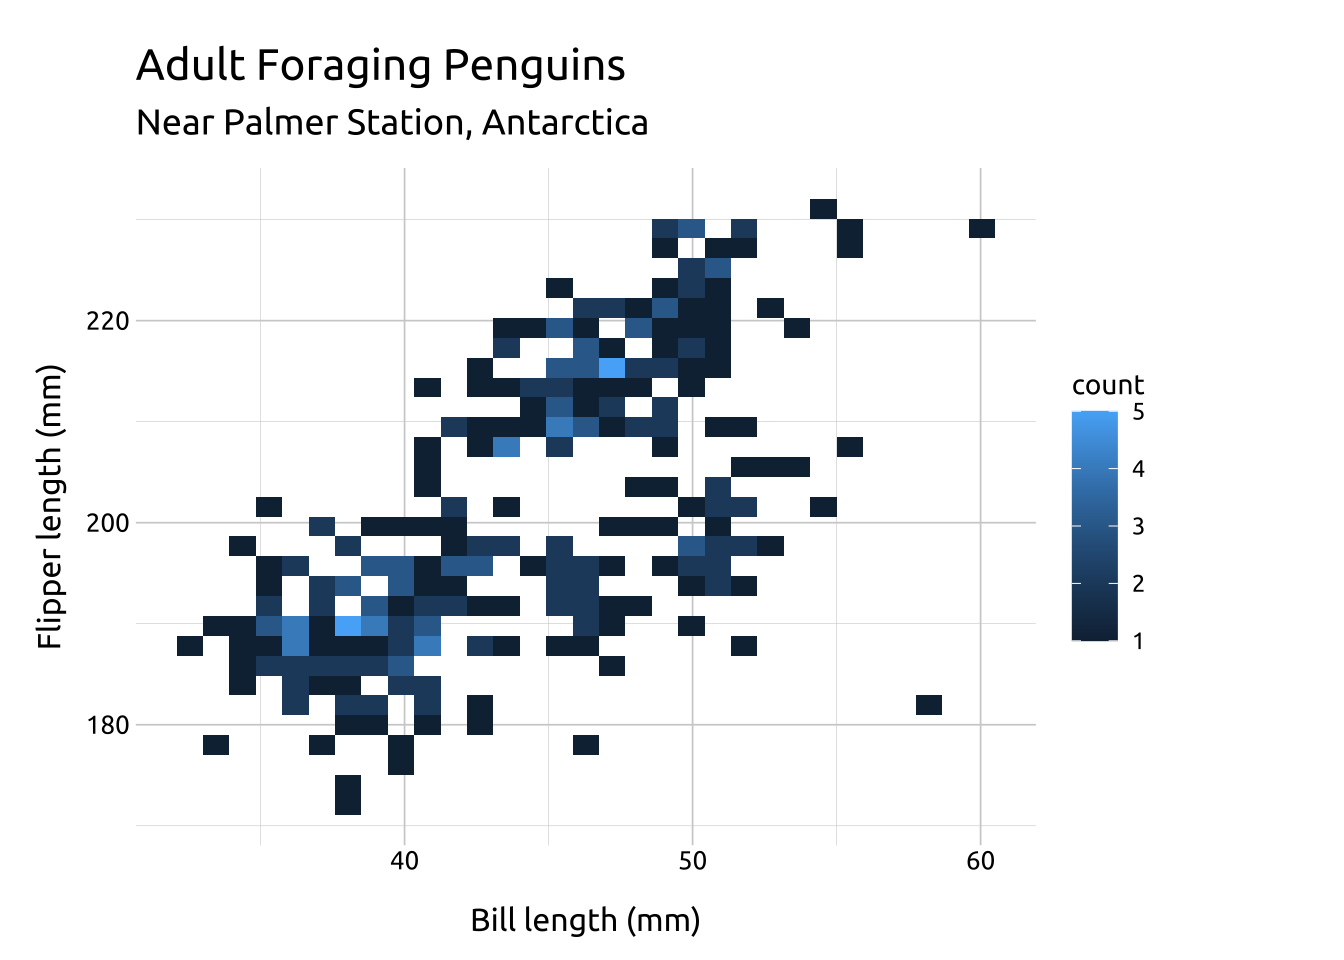 Adult Foraging Penguins
Near Palmer Station, Antarctica
Flipper length (mm)
220
200
180
40 50 60
Bill length (mm)
count
5
4
3
2
1